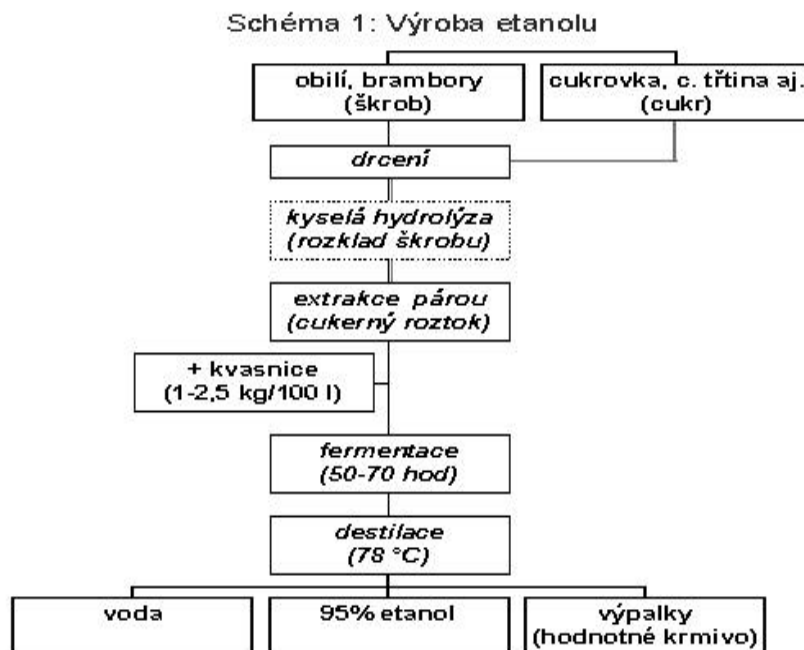 Schéma 1: Výroba etanolu
obilí, brambory
(škrob)
cukrovka, c. třtina aj.
(cukr)
drcení
kyselá hydrolýza
(rozklad škrobu)
extrakce párou
(cukerný roztok)
+ kvasnice
(1-2,5 kg/100 l)
fermentace
(50-70 hod)
destilace
(78 °C)
voda
95% etanol
výpalky
(hodnotné krmivo)